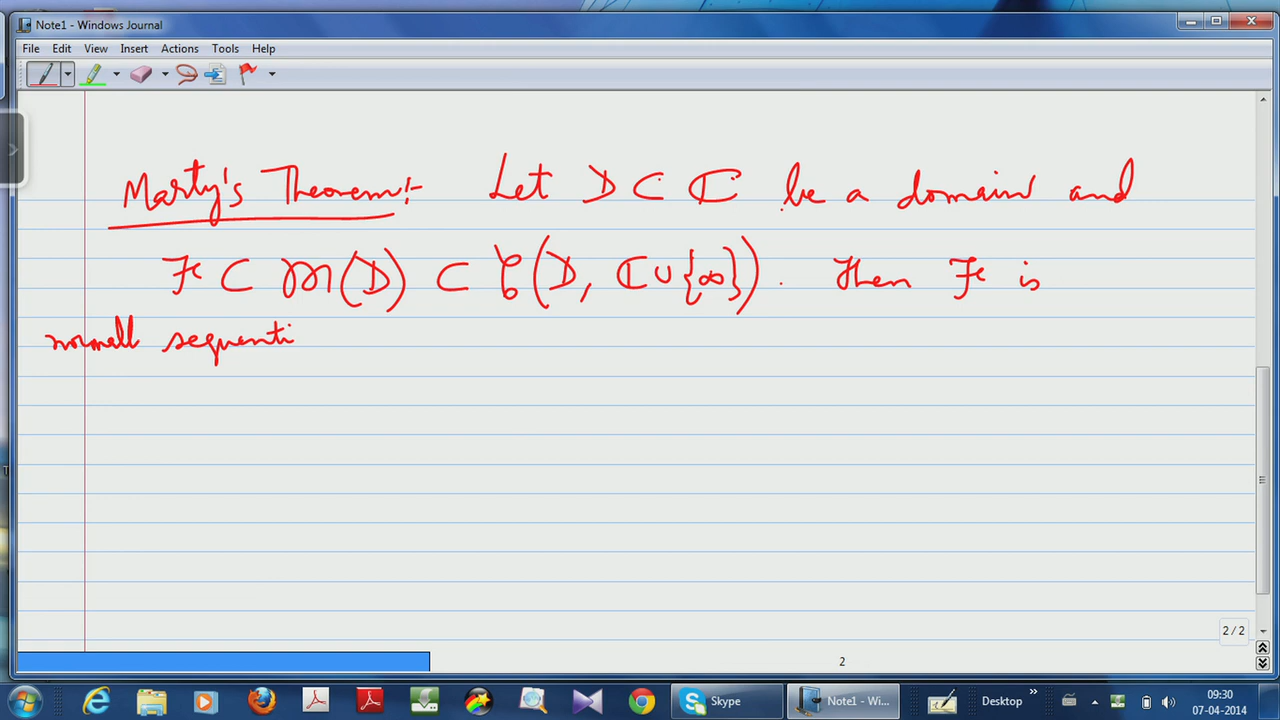 Note1 - Windows Journal
File Edit View Insert Actions Tools Help
Marty's Theorem:- Let D ⊂ ℂ be a domain and
ℱ ⊂ 𝔐(D) ⊂ 𝒞(D, ℂ∪{∞}). Then ℱ is
normall sequenti
2 / 2
2
Skype
Note1 - Wi...
Desktop
09:30
07-04-2014